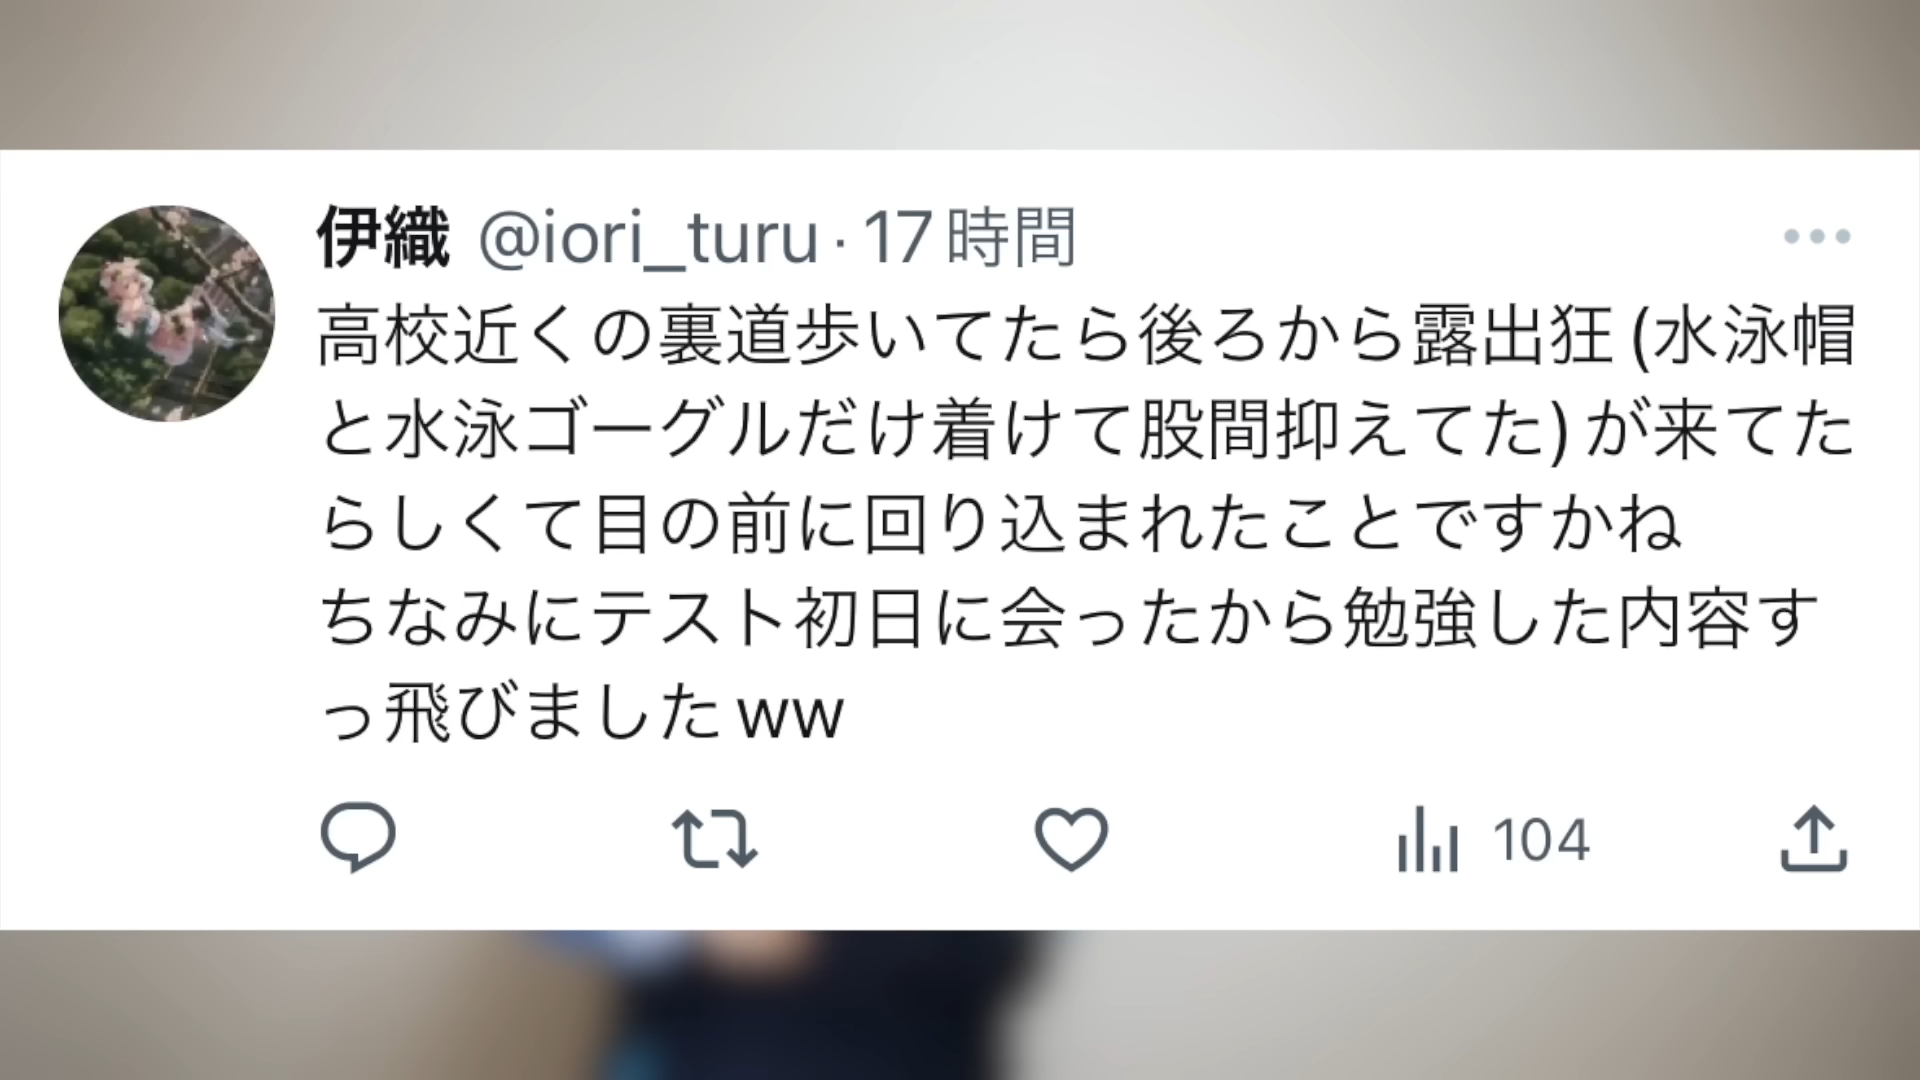 伊織 @iori_turu · 17時間
高校近くの裏道歩いてたら後ろから露出狂 (水泳帽
と水泳ゴーグルだけ着けて股間抑えてた) が来てた
らしくて目の前に回り込まれたことですかね
ちなみにテスト初日に会ったから勉強した内容す
っ飛びました ww
104